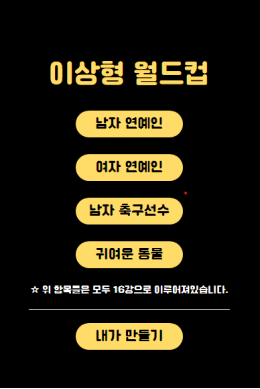 이상형 월드컵
남자 연예인
여자 연예인
남자 축구선수
귀여운 동물
☆ 위 항목들은 모두 16강으로 이루어져있습니다.
내가 만들기